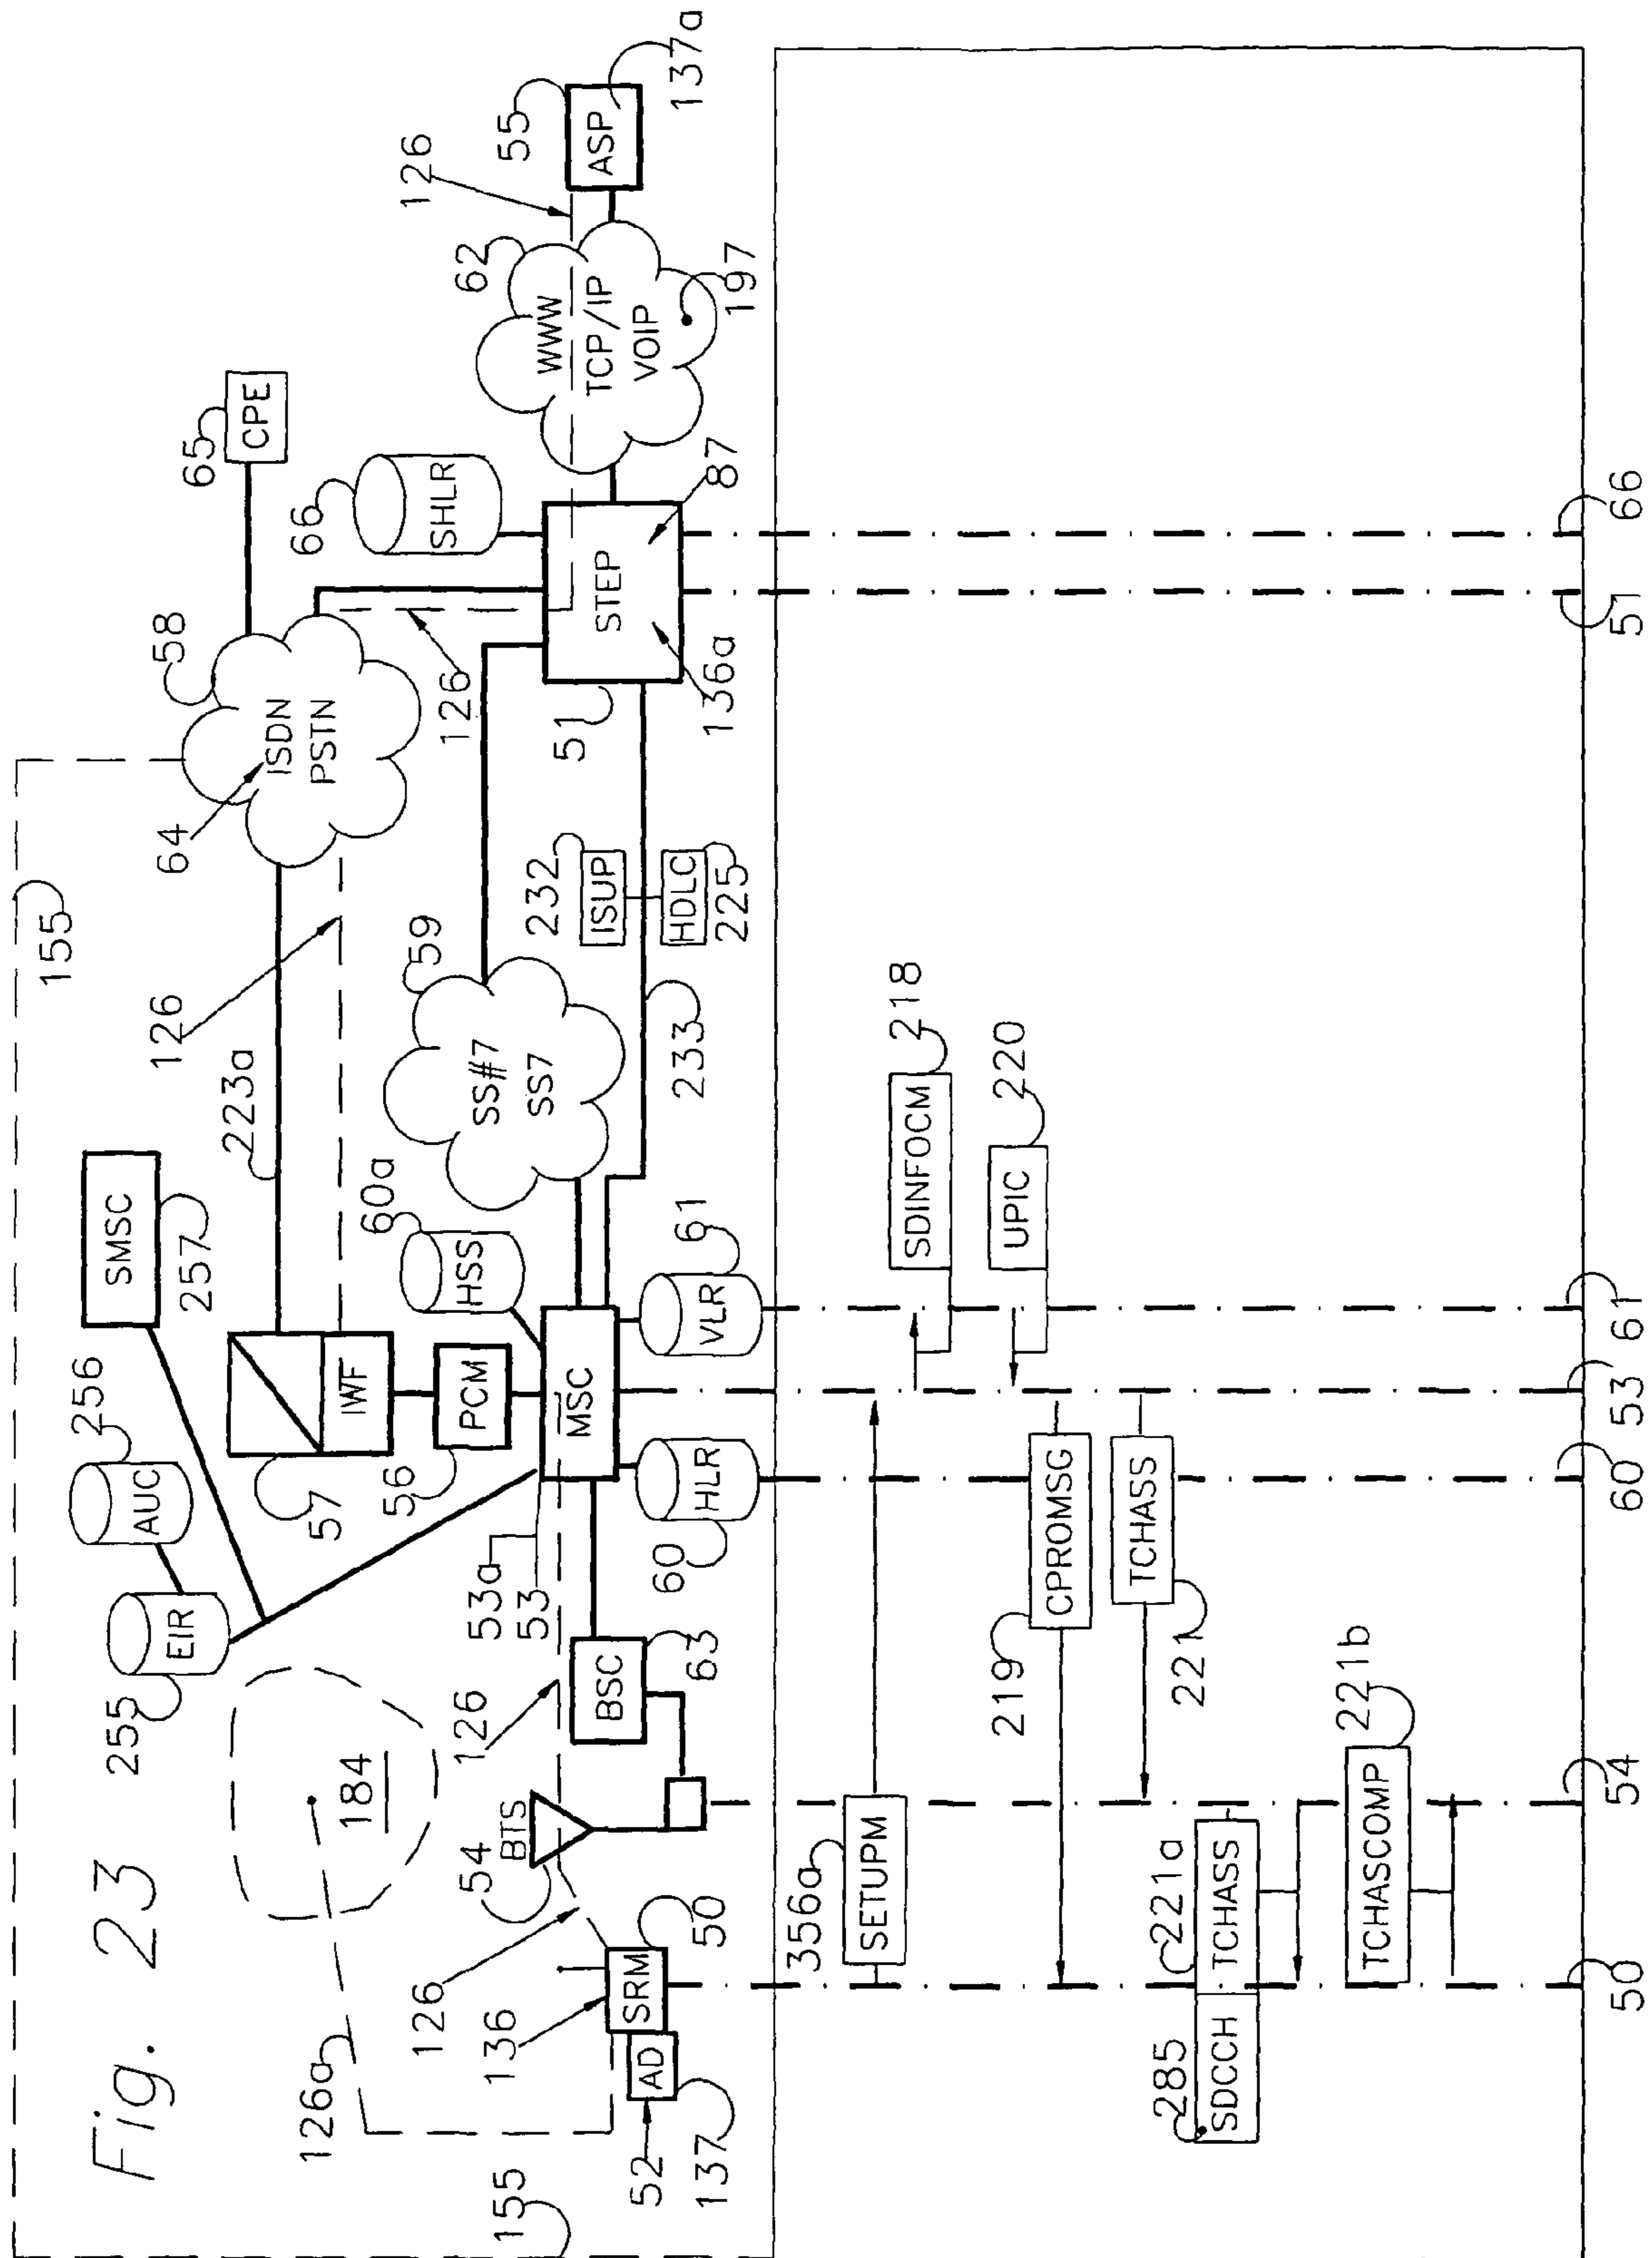 Fig. 23
155
SMSC
257
65
CPE
256
AUC
255
EIR
223a
126
58
64
ISDN
PSTN
66
SHLR
126a
184
57
IWF
56
PCM
60a
HSS
59
SS#7
SS7
126
62
WWW
TCP/IP
VOIP
197
126
55
ASP
137a
155
52
AD
137
136
SRM
50
126
54
BTS
126
BSC
63
53a
53
MSC
60
HLR
VLR
61
233
232
ISUP
HDLC
225
51
STEP
136a
87
356a
SETUPM
SDINFOCM
218
UPIC
220
219
CPROMSG
TCHASS
221
285
SDCCH
TCHASS
221a
TCHASCOMP
221b
50
54
60
53
61
51
66